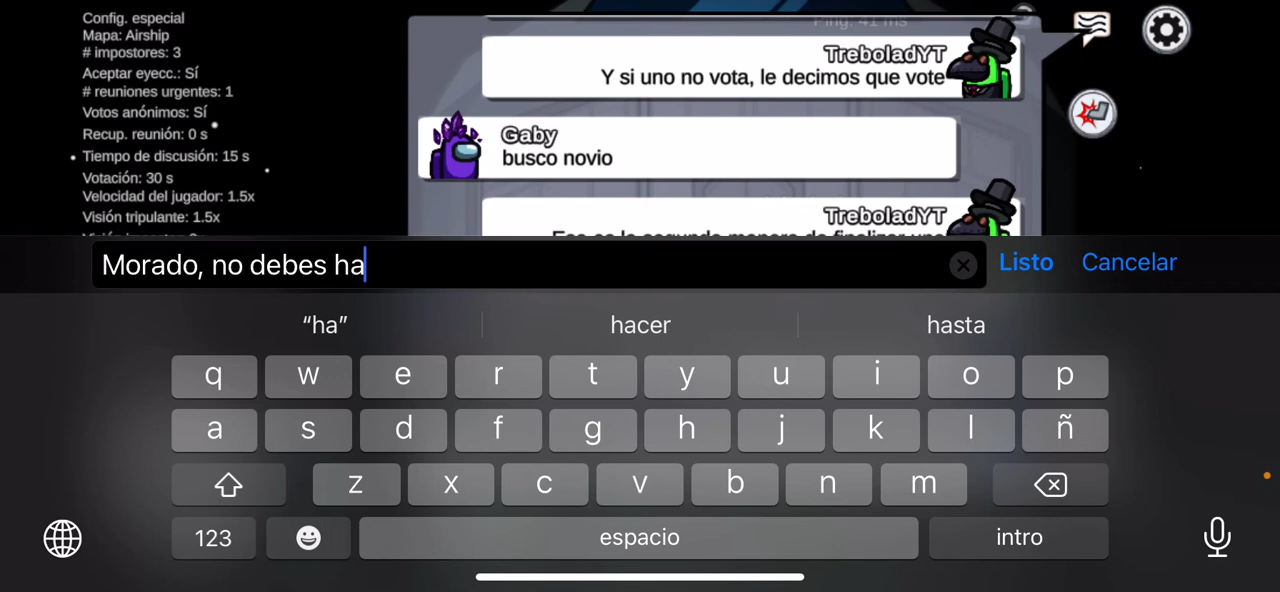 Config. especial
Mapa: Airship
# impostores: 3
Aceptar eyecc.: Sí
# reuniones urgentes: 1
Votos anónimos: Sí
Recup. reunión: 0 s
Tiempo de discusión: 15 s
Votación: 30 s
Velocidad del jugador: 1.5x
Visión tripulante: 1.5x
Ping: 41 ms
TreboladYT
Y si uno no vota, le decimos que vote
Gaby
busco novio
TreboladYT
Morado, no debes ha
Listo
Cancelar
“ha”
hacer
hasta
q w e r t y u i o p
a s d f g h j k l ñ
z x c v b n m
123
espacio
intro